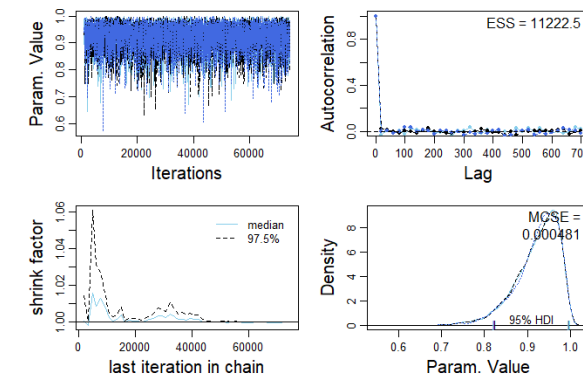 Param. Value
0.6 0.7 0.8 0.9 1.0
0 20000 40000 60000
Iterations
Autocorrelation
0.0 0.4 0.8
ESS = 11222.5
0 100 200 300 400 500 600 700
Lag
shrink factor
1.00 1.02 1.04 1.06
median
97.5%
0 20000 40000 60000
last iteration in chain
Density
0 2 4 6 8
MCSE =
0.000481
95% HDI
0.6 0.7 0.8 0.9 1.0
Param. Value